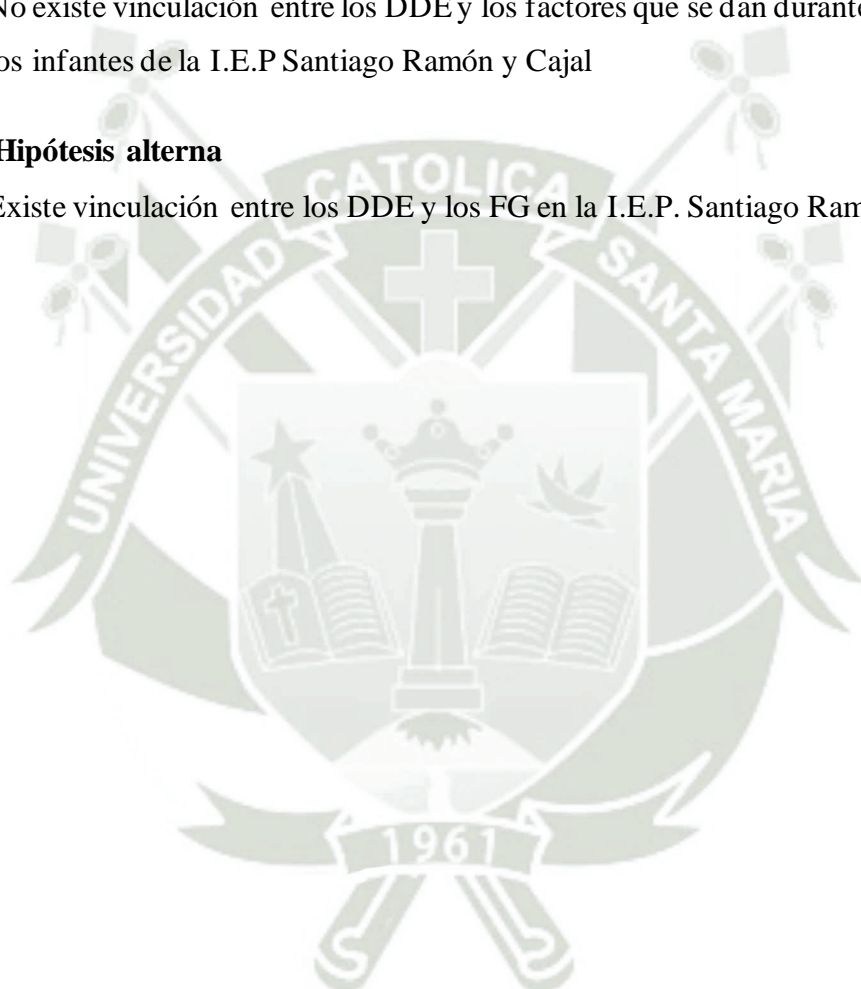 No existe vinculación entre los DDE y los factores que se dan durante
os infantes de la I.E.P Santiago Ramón y Cajal
Hipótesis alterna
Existe vinculación entre los DDE y los FG en la I.E.P. Santiago Ram
UNIVERSIDAD CATOLICA SANTA MARIA
1961